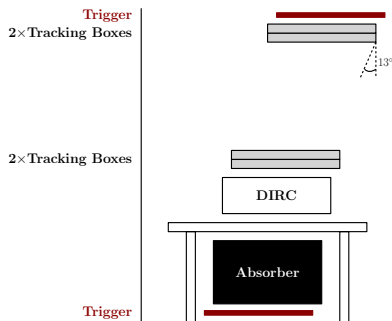 Trigger
2×Tracking Boxes
13°
2×Tracking Boxes
DIRC
Absorber
Trigger